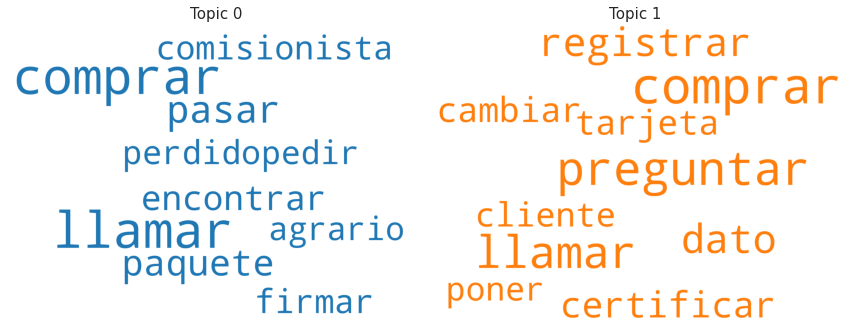 Topic 0
comisionista
comprar
pasar
perdidopedir
encontrar
llamar
agrario
paquete
firmar
Topic 1
registrar
comprar
cambiar
tarjeta
preguntar
cliente
dato
llamar
poner
certificar